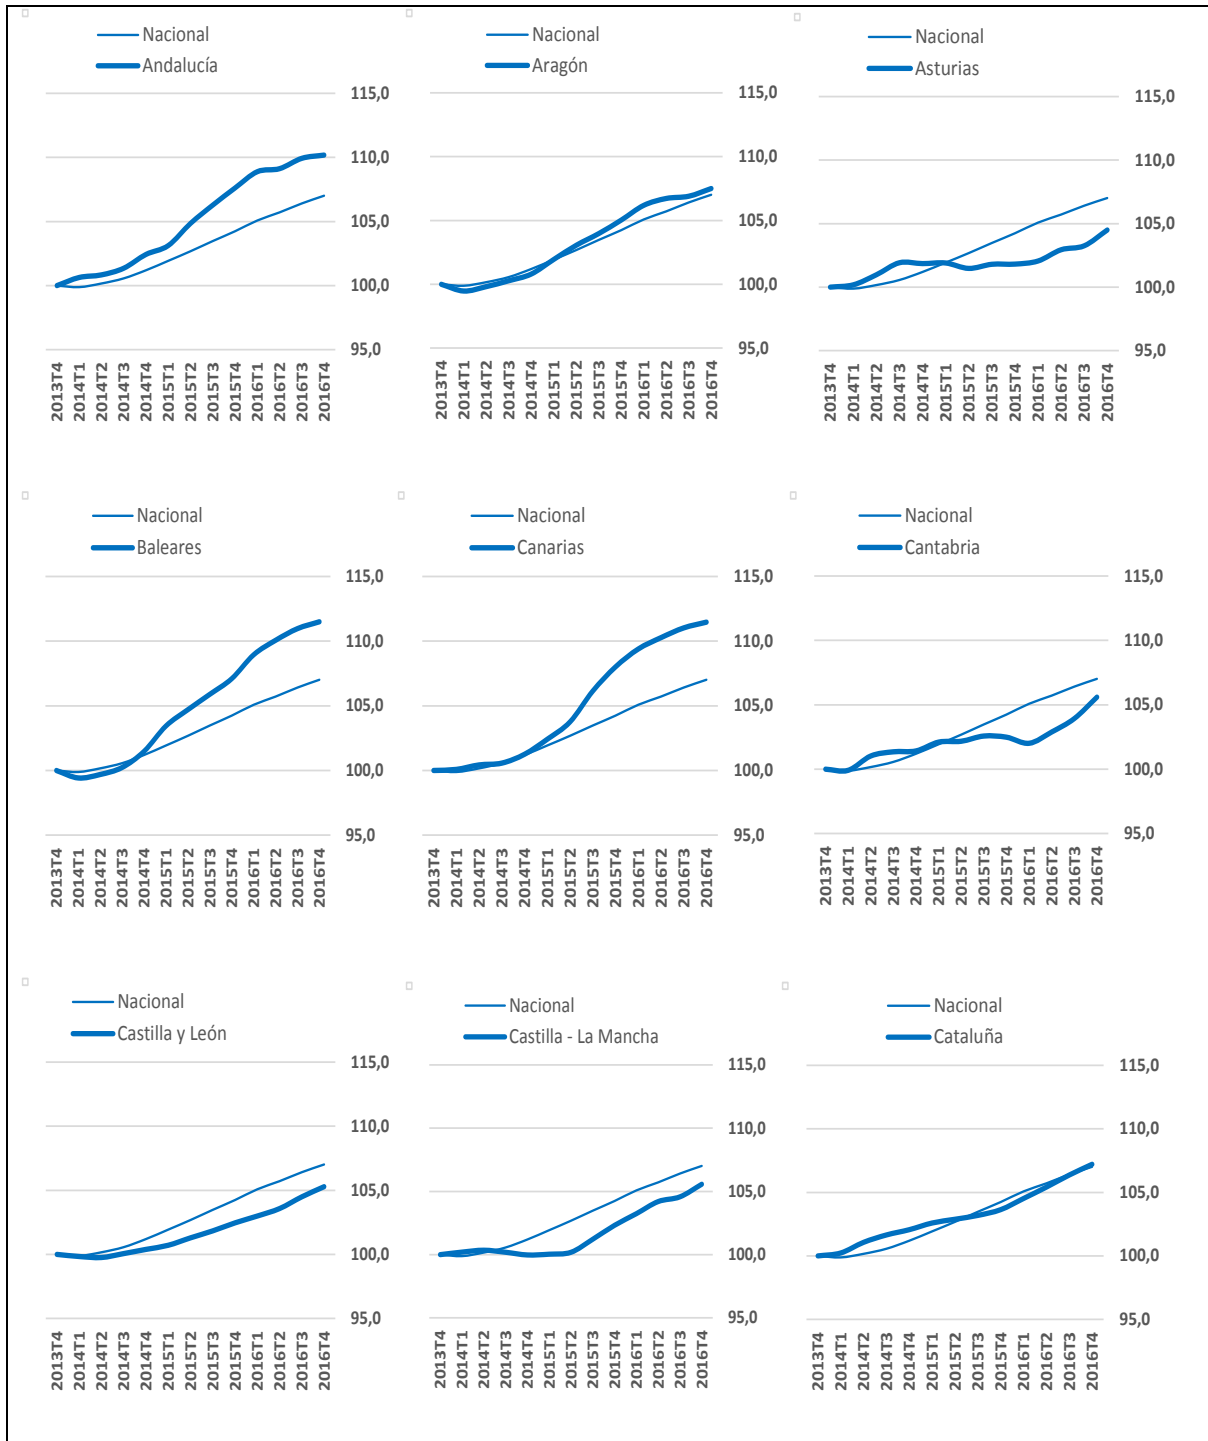 Nacional
Andalucía
115,0
110,0
105,0
100,0
95,0
2013T4
2014T1
2014T2
2014T3
2014T4
2015T1
2015T2
2015T3
2015T4
2016T1
2016T2
2016T3
2016T4
Nacional
Aragón
115,0
110,0
105,0
100,0
95,0
2013T4
2014T1
2014T2
2014T3
2014T4
2015T1
2015T2
2015T3
2015T4
2016T1
2016T2
2016T3
2016T4
Nacional
Asturias
115,0
110,0
105,0
100,0
95,0
2013T4
2014T1
2014T2
2014T3
2014T4
2015T1
2015T2
2015T3
2015T4
2016T1
2016T2
2016T3
2016T4
Nacional
Baleares
115,0
110,0
105,0
100,0
95,0
2013T4
2014T1
2014T2
2014T3
2014T4
2015T1
2015T2
2015T3
2015T4
2016T1
2016T2
2016T3
2016T4
Nacional
Canarias
115,0
110,0
105,0
100,0
95,0
2013T4
2014T1
2014T2
2014T3
2014T4
2015T1
2015T2
2015T3
2015T4
2016T1
2016T2
2016T3
2016T4
Nacional
Cantabria
115,0
110,0
105,0
100,0
95,0
2013T4
2014T1
2014T2
2014T3
2014T4
2015T1
2015T2
2015T3
2015T4
2016T1
2016T2
2016T3
2016T4
Nacional
Castilla y León
115,0
110,0
105,0
100,0
95,0
2013T4
2014T1
2014T2
2014T3
2014T4
2015T1
2015T2
2015T3
2015T4
2016T1
2016T2
2016T3
2016T4
Nacional
Castilla - La Mancha
115,0
110,0
105,0
100,0
95,0
2013T4
2014T1
2014T2
2014T3
2014T4
2015T1
2015T2
2015T3
2015T4
2016T1
2016T2
2016T3
2016T4
Nacional
Cataluña
115,0
110,0
105,0
100,0
95,0
2013T4
2014T1
2014T2
2014T3
2014T4
2015T1
2015T2
2015T3
2015T4
2016T1
2016T2
2016T3
2016T4